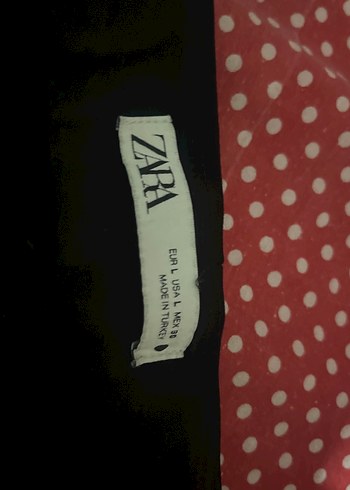 ZARA
EUR L USA L MEX 30
MADE IN TURKEY